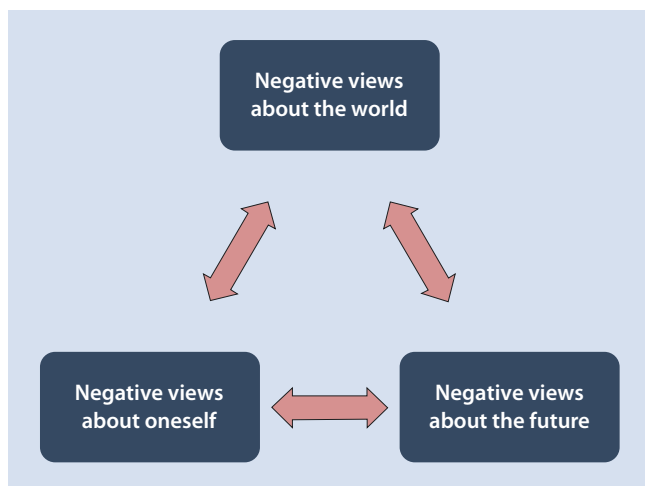 Negative views
about the world
Negative views
about oneself
Negative views
about the future